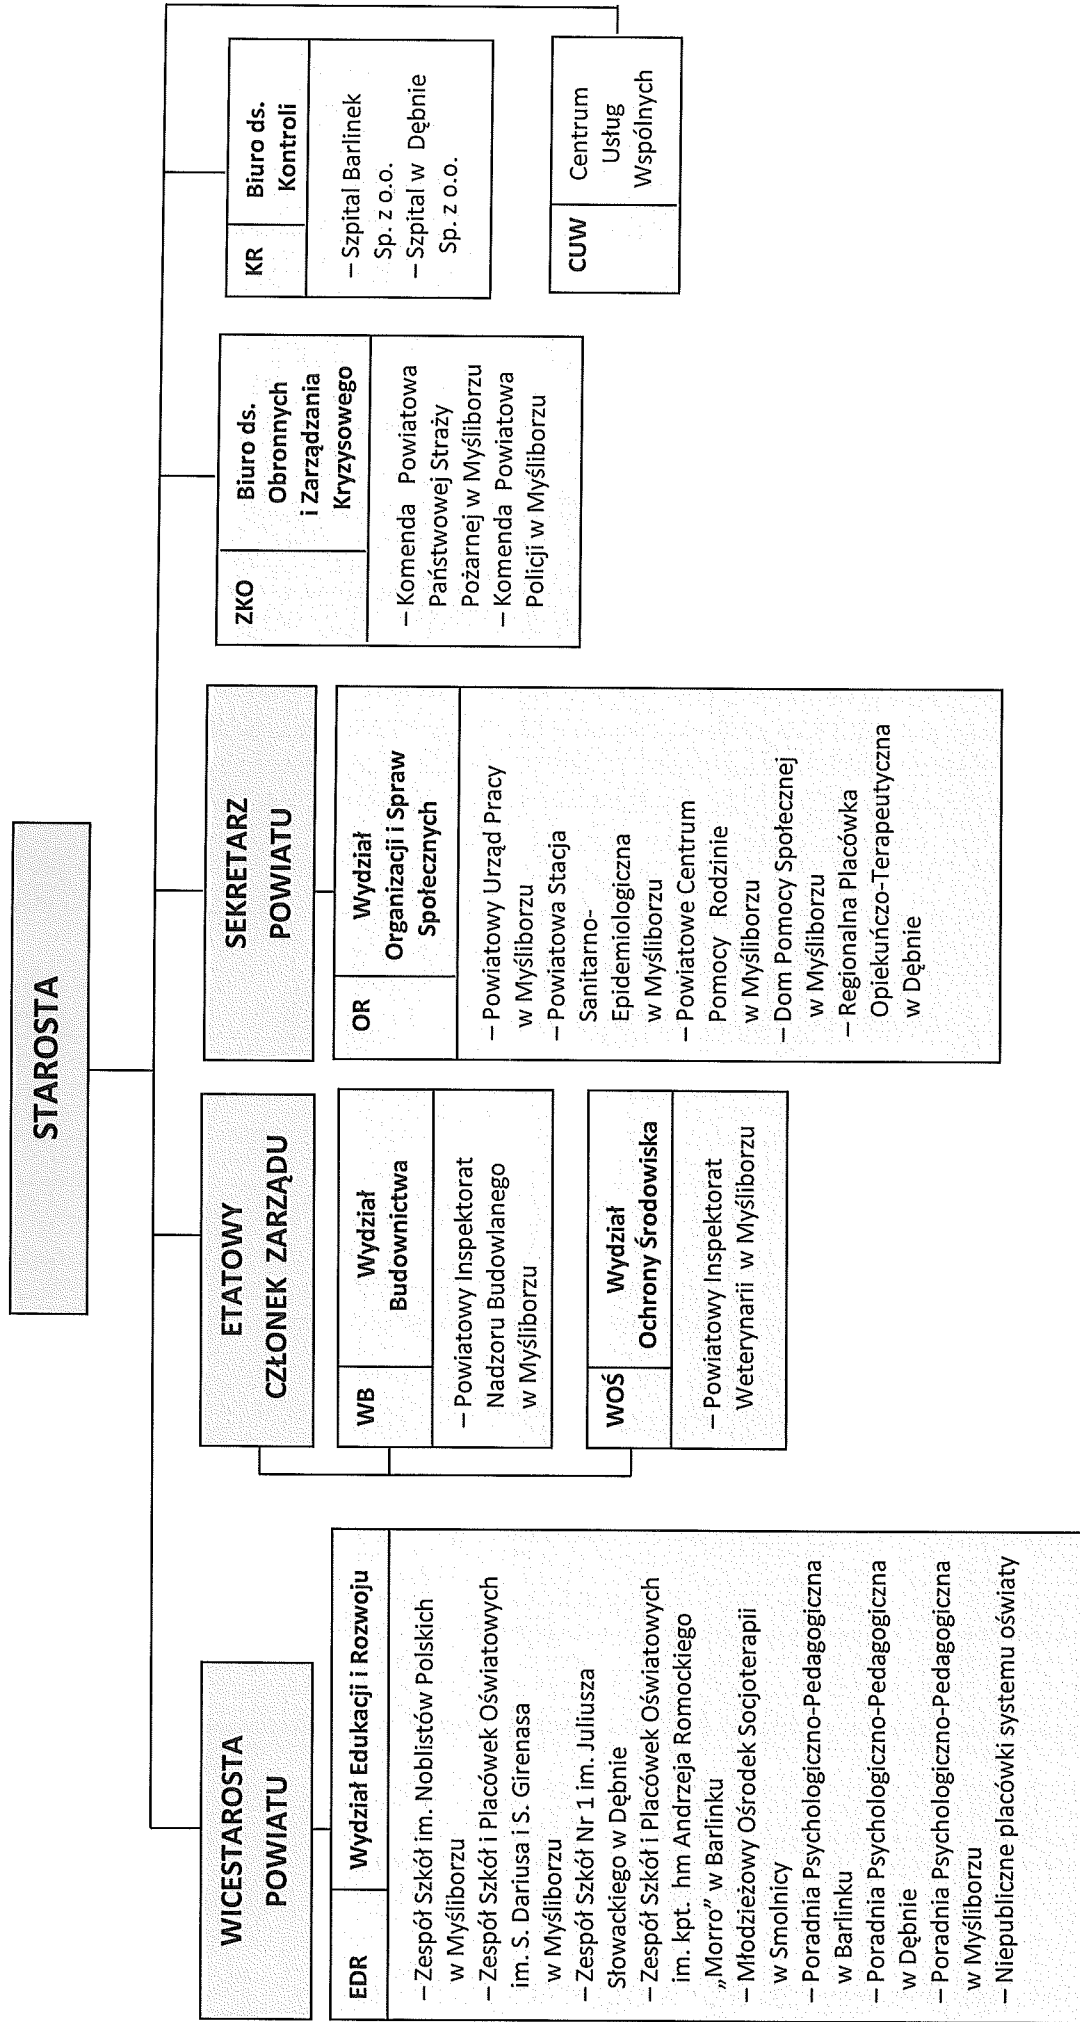 STAROSTA
WICESTAROSTA
POWIATU
EDR
Wydział Edukacji i Rozwoju
– Zespół Szkół im. Noblistów Polskich
w Myśliborzu
– Zespół Szkół i Placówek Oświatowych
im. S. Dariusa i S. Girenasa
w Myśliborzu
– Zespół Szkół Nr 1 im. Juliusza
Słowackiego w Dębnie
– Zespół Szkół i Placówek Oświatowych
im. kpt. hm Andrzeja Romockiego
„Morro” w Barlinku
– Młodzieżowy Ośrodek Socjoterapii
w Smolnicy
– Poradnia Psychologiczno-Pedagogiczna
w Barlinku
– Poradnia Psychologiczno-Pedagogiczna
w Dębnie
– Poradnia Psychologiczno-Pedagogiczna
w Myśliborzu
– Niepubliczne placówki systemu oświaty
ETATOWY
CZŁONEK ZARZĄDU
WB
Wydział
Budownictwa
– Powiatowy Inspektorat
Nadzoru Budowlanego
w Myśliborzu
WOŚ
Wydział
Ochrony Środowiska
– Powiatowy Inspektorat
Weterynarii w Myśliborzu
SEKRETARZ
POWIATU
OR
Wydział
Organizacji i Spraw
Społecznych
– Powiatowy Urząd Pracy
w Myśliborzu
– Powiatowa Stacja
Sanitarno-
Epidemiologiczna
w Myśliborzu
– Powiatowe Centrum
Pomocy Rodzinie
w Myśliborzu
– Dom Pomocy Społecznej
w Myśliborzu
– Regionalna Placówka
Opiekuńczo-Terapeutyczna
w Dębnie
ZKO
Biuro ds.
Obronnych
i Zarządzania
Kryzysowego
– Komenda Powiatowa
Państwowej Straży
Pożarnej w Myśliborzu
– Komenda Powiatowa
Policji w Myśliborzu
KR
Biuro ds.
Kontroli
– Szpital Barlinek
Sp. z o.o.
– Szpital w Dębnie
Sp. z o.o.
CUW
Centrum
Usług
Wspólnych